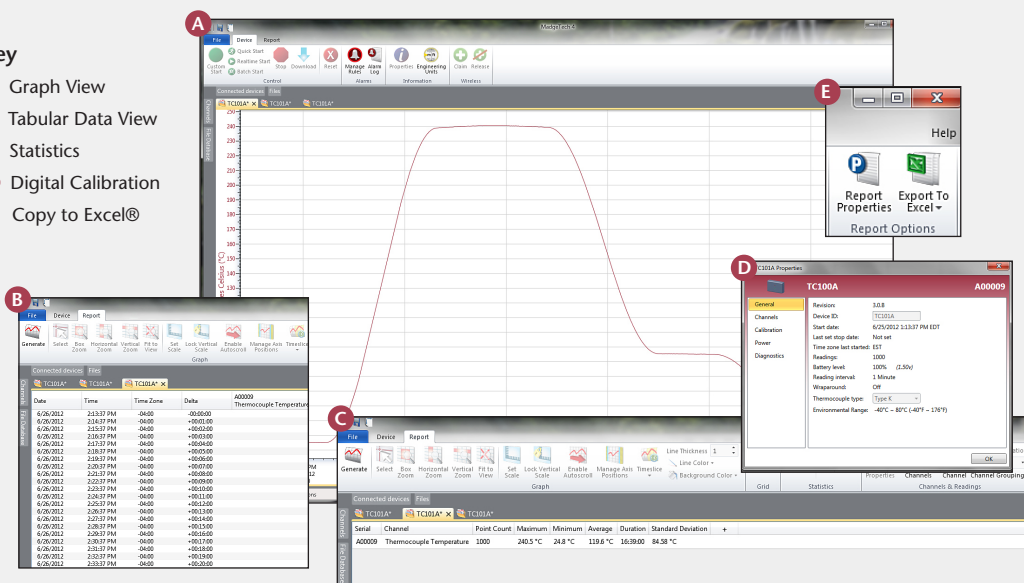 ey
Graph View
Tabular Data View
Statistics
Digital Calibration
Copy to Excel®
A
MadgeTech 4
File Device Report
Custom Start
Quick Start
Realtime Start
Batch Start
Stop Download Reset
Manage Rules Alarm Log
Properties Engineering Units
Claim Release
Control Alarms Information Wireless
Connected devices Files
TC101A* TC101A* TC101A*
Channels
File Database
250
240
230
220
210
200
190
180
170
160
150
140
130
es Celsius (°C)
E
Help
Report Properties
Export To Excel
Report Options
D
C101A Properties
TC100A A00009
General
Channels
Calibration
Power
Diagnostics
Revision: 3.0.8
Device ID: TC101A
Start date: 6/25/2012 1:13:37 PM EDT
Last set stop date: Not set
Time zone last started: EST
Readings: 1000
Battery level: 100% (1.50v)
Reading interval: 1 Minute
Wraparound: Off
Thermocouple type: Type K
Environmental Range: -40°C ~ 80°C (-40°F ~ 176°F)
OK
B
File Device Report
Generate Select Box Zoom Horizontal Zoom Vertical Zoom Fit to View Set Scale Lock Vertical Scale Enable Autoscroll Manage Axis Positions Timeslice
Graph
Connected devices Files
TC101A* TC101A* TC101A*
Channels
File Database
Date Time Time Zone Delta A00009 Thermocouple Temperature
6/26/2012 2:13:37 PM -04:00 -00:00:00
6/26/2012 2:14:37 PM -04:00 +00:01:00
6/26/2012 2:15:37 PM -04:00 +00:02:00
6/26/2012 2:16:37 PM -04:00 +00:03:00
6/26/2012 2:17:37 PM -04:00 +00:04:00
6/26/2012 2:18:37 PM -04:00 +00:05:00
6/26/2012 2:19:37 PM -04:00 +00:06:00
6/26/2012 2:20:37 PM -04:00 +00:07:00
6/26/2012 2:21:37 PM -04:00 +00:08:00
6/26/2012 2:22:37 PM -04:00 +00:09:00
6/26/2012 2:23:37 PM -04:00 +00:10:00
6/26/2012 2:24:37 PM -04:00 +00:11:00
6/26/2012 2:25:37 PM -04:00 +00:12:00
6/26/2012 2:26:37 PM -04:00 +00:13:00
6/26/2012 2:27:37 PM -04:00 +00:14:00
6/26/2012 2:28:37 PM -04:00 +00:15:00
6/26/2012 2:29:37 PM -04:00 +00:16:00
6/26/2012 2:30:37 PM -04:00 +00:17:00
6/26/2012 2:31:37 PM -04:00 +00:18:00
6/26/2012 2:32:37 PM -04:00 +00:19:00
6/26/2012 2:33:37 PM -04:00 +00:20:00
C
File Device Report
Generate Select Box Zoom Horizontal Zoom Vertical Zoom Fit to View Set Scale Lock Vertical Scale Enable Autoscroll Manage Axis Positions Timeslice
Line Thickness 1
Line Color
Background Color
Properties Channels Channel Grouping
Graph Grid Statistics Channels & Readings
Connected devices Files
TC101A* TC101A* TC101A*
Channels
File Database
Serial Channel Point Count Maximum Minimum Average Duration Standard Deviation +
A00009 Thermocouple Temperature 1000 240.5 °C 24.8 °C 119.6 °C 16:39:00 84.58 °C